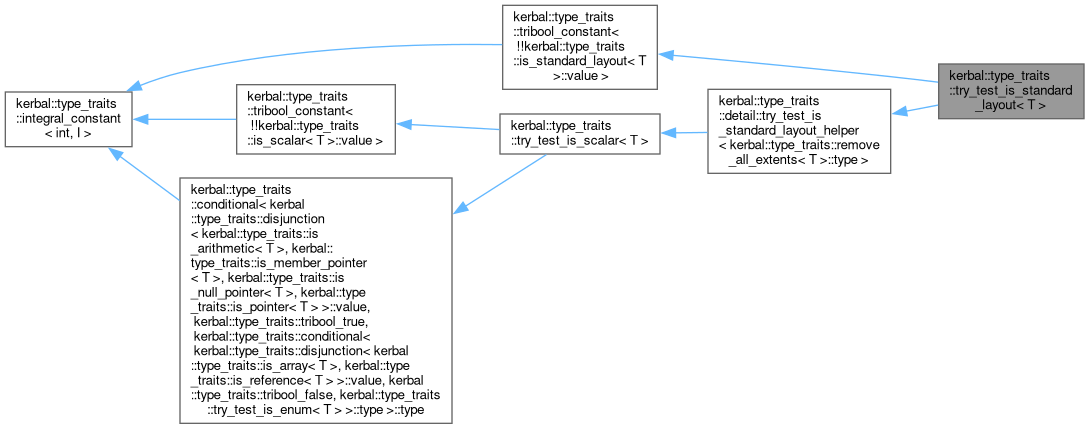 kerbal::type_traits
::integral_constant
< int, I >
kerbal::type_traits
::tribool_constant<
!!kerbal::type_traits
::is_standard_layout< T
>::value >
kerbal::type_traits
::tribool_constant<
!!kerbal::type_traits
::is_scalar< T >::value >
kerbal::type_traits
::conditional< kerbal
::type_traits::disjunction
< kerbal::type_traits::is
_arithmetic< T >, kerbal::
type_traits::is_member_pointer
< T >, kerbal::type_traits::is
_null_pointer< T >, kerbal::type
_traits::is_pointer< T > >::value,
kerbal::type_traits::tribool_true,
kerbal::type_traits::conditional<
kerbal::type_traits::disjunction< kerbal
::type_traits::is_array< T >, kerbal::type
_traits::is_reference< T > >::value, kerbal
::type_traits::tribool_false, kerbal::type_traits
::try_test_is_enum< T > >::type >::type
kerbal::type_traits
::try_test_is_scalar< T >
kerbal::type_traits
::detail::try_test_is
_standard_layout_helper
< kerbal::type_traits::remove
_all_extents< T >::type >
kerbal::type_traits
::try_test_is_standard
_layout< T >